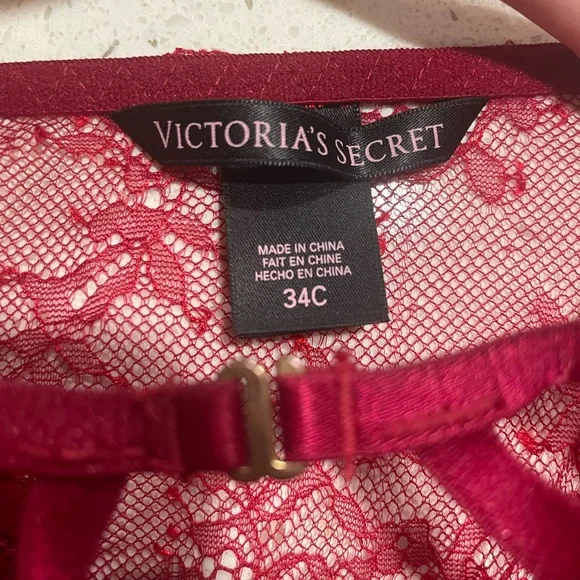 VICTORIA'S SECRET
MADE IN CHINA
FAIT EN CHINE
HECHO EN CHINA
34C